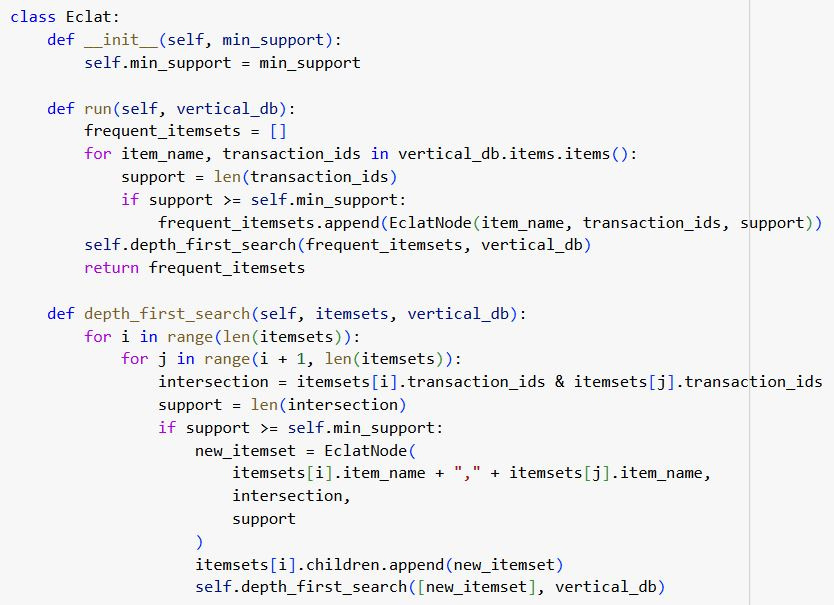 class Eclat:
    def __init__(self, min_support):
        self.min_support = min_support

    def run(self, vertical_db):
        frequent_itemsets = []
        for item_name, transaction_ids in vertical_db.items.items():
            support = len(transaction_ids)
            if support >= self.min_support:
                frequent_itemsets.append(EclatNode(item_name, transaction_ids, support))
        self.depth_first_search(frequent_itemsets, vertical_db)
        return frequent_itemsets

    def depth_first_search(self, itemsets, vertical_db):
        for i in range(len(itemsets)):
            for j in range(i + 1, len(itemsets)):
                intersection = itemsets[i].transaction_ids & itemsets[j].transaction_ids
                support = len(intersection)
                if support >= self.min_support:
                    new_itemset = EclatNode(
                        itemsets[i].item_name + "," + itemsets[j].item_name,
                        intersection,
                        support
                    )
                    itemsets[i].children.append(new_itemset)
                    self.depth_first_search([new_itemset], vertical_db)